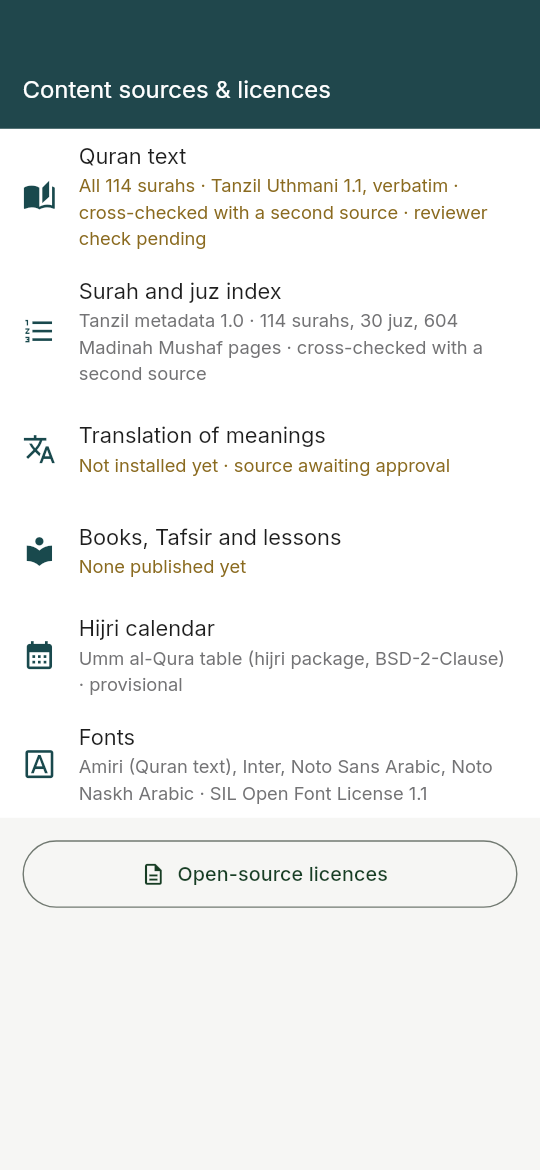 Content sources & licences
Quran text
All 114 surahs · Tanzil Uthmani 1.1, verbatim ·
cross-checked with a second source · reviewer
check pending
Surah and juz index
Tanzil metadata 1.0 · 114 surahs, 30 juz, 604
Madinah Mushaf pages · cross-checked with a
second source
Translation of meanings
Not installed yet · source awaiting approval
Books, Tafsir and lessons
None published yet
Hijri calendar
Umm al-Qura table (hijri package, BSD-2-Clause)
· provisional
Fonts
Amiri (Quran text), Inter, Noto Sans Arabic, Noto
Naskh Arabic · SIL Open Font License 1.1
Open-source licences